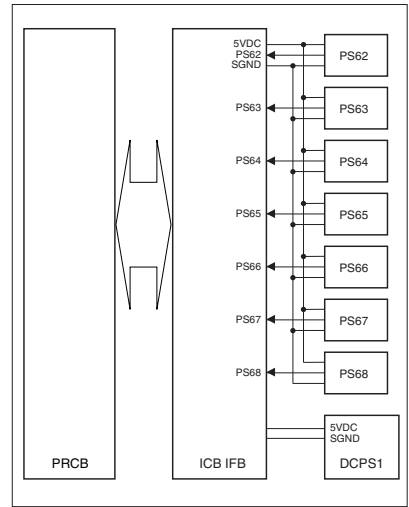 5VDC
PS62
SGND
PS62
PS63
PS63
PS64
PS64
PS65
PS65
PS66
PS66
PS67
PS67
PS68
PS68
5VDC
SGND
PRCB
ICB IFB
DCPS1